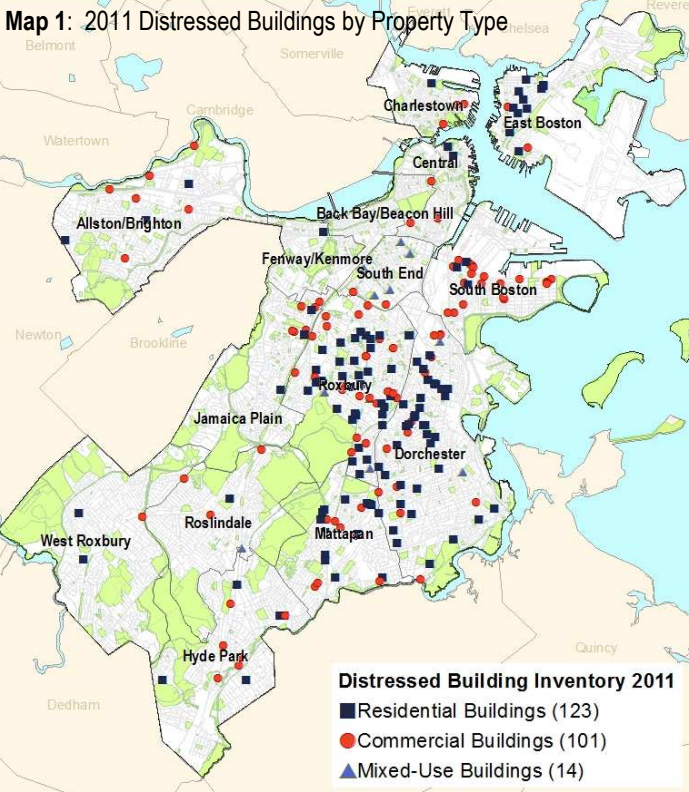 Map 1: 2011 Distressed Buildings by Property Type
Everett
Revere
Chelsea
Belmont
Somerville
Charlestown
Cambridge
East Boston
Watertown
Central
Back Bay/Beacon Hill
Allston/Brighton
Fenway/Kenmore
South End
South Boston
Newton
Brookline
Roxbury
Jamaica Plain
Dorchester
Roslindale
Mattapan
West Roxbury
Quincy
Hyde Park
Dedham
Distressed Building Inventory 2011
Residential Buildings (123)
Commercial Buildings (101)
Mixed-Use Buildings (14)